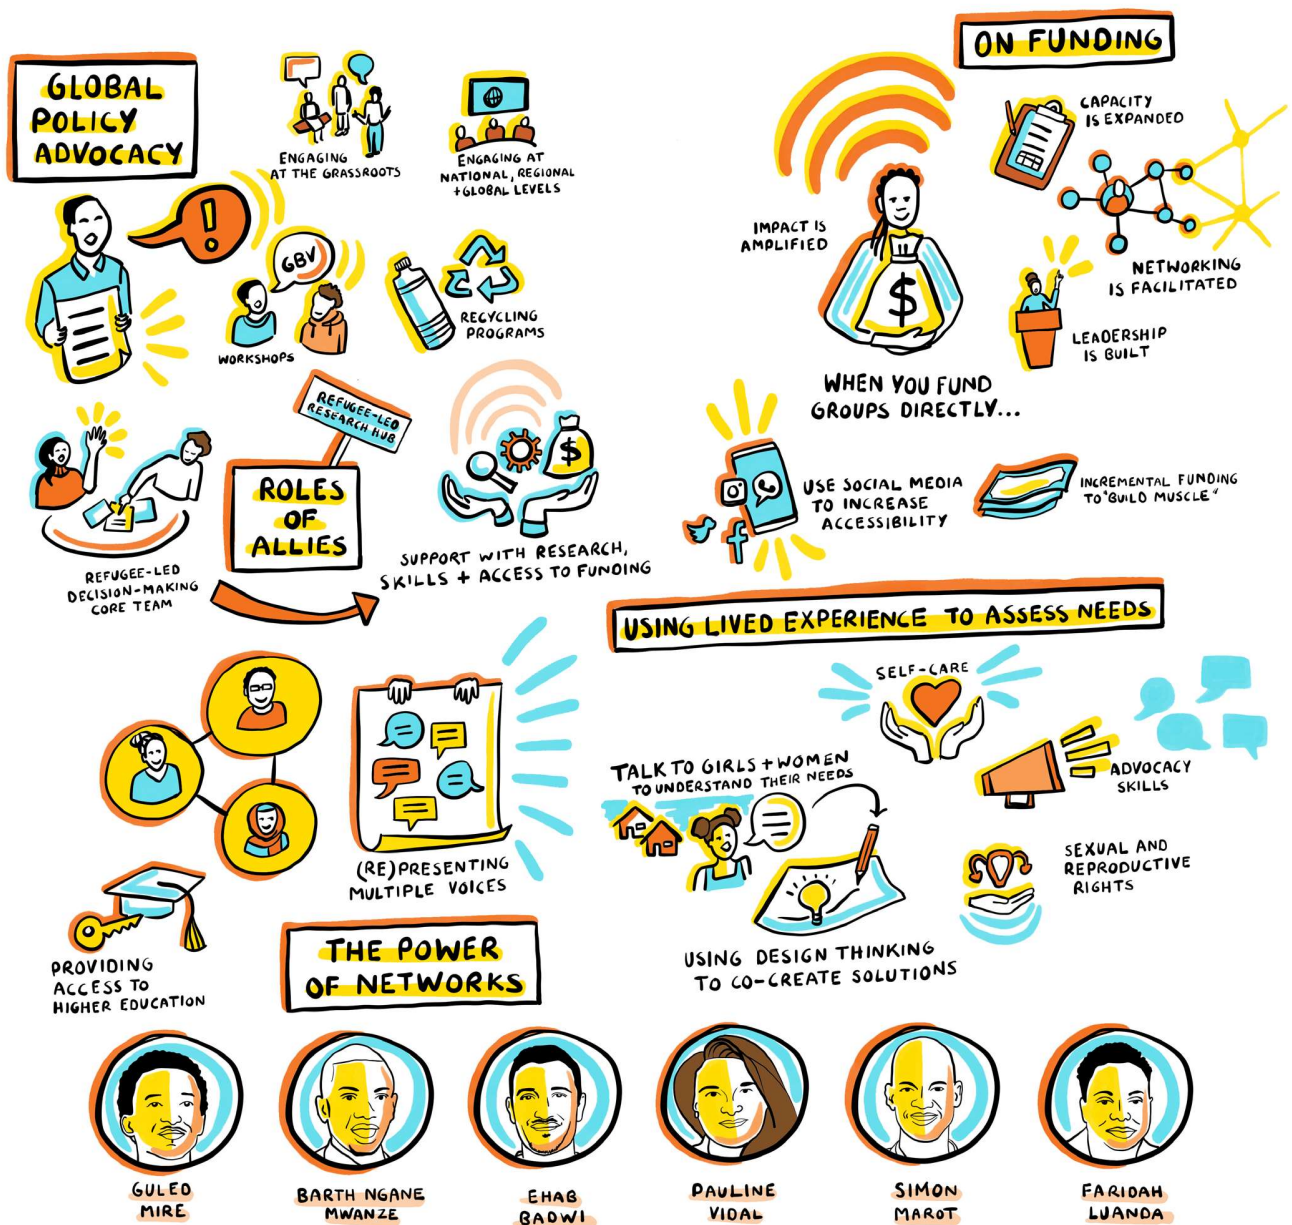 GLOBAL
POLICY
ADVOCACY
ENGAGING
AT THE GRASSROOTS
ENGAGING AT
NATIONAL, REGIONAL
+ GLOBAL LEVELS
!
GBV
WORKSHOPS
RECYCLING
PROGRAMS
REFUGEE-LED
DECISION-MAKING
CORE TEAM
REFUGEE-LED
RESEARCH HUB
ROLES
OF
ALLIES
$
SUPPORT WITH RESEARCH,
SKILLS + ACCESS TO FUNDING
ON FUNDING
IMPACT IS
AMPLIFIED
$
CAPACITY
IS EXPANDED
NETWORKING
IS FACILITATED
LEADERSHIP
IS BUILT
WHEN YOU FUND
GROUPS DIRECTLY...
USE SOCIAL MEDIA
TO INCREASE
ACCESSIBILITY
INCREMENTAL FUNDING
TO "BUILD MUSCLE"
USING LIVED EXPERIENCE TO ASSESS NEEDS
SELF-CARE
TALK TO GIRLS + WOMEN
TO UNDERSTAND THEIR NEEDS
ADVOCACY
SKILLS
SEXUAL AND
REPRODUCTIVE
RIGHTS
USING DESIGN THINKING
TO CO-CREATE SOLUTIONS
(RE)PRESENTING
MULTIPLE VOICES
PROVIDING
ACCESS TO
HIGHER EDUCATION
THE POWER
OF NETWORKS
GULED
MIRE
BARTH NGANE
MWANZE
EHAB
BADWI
PAULINE
VIDAL
SIMON
MAROT
FARIDAH
LUANDA